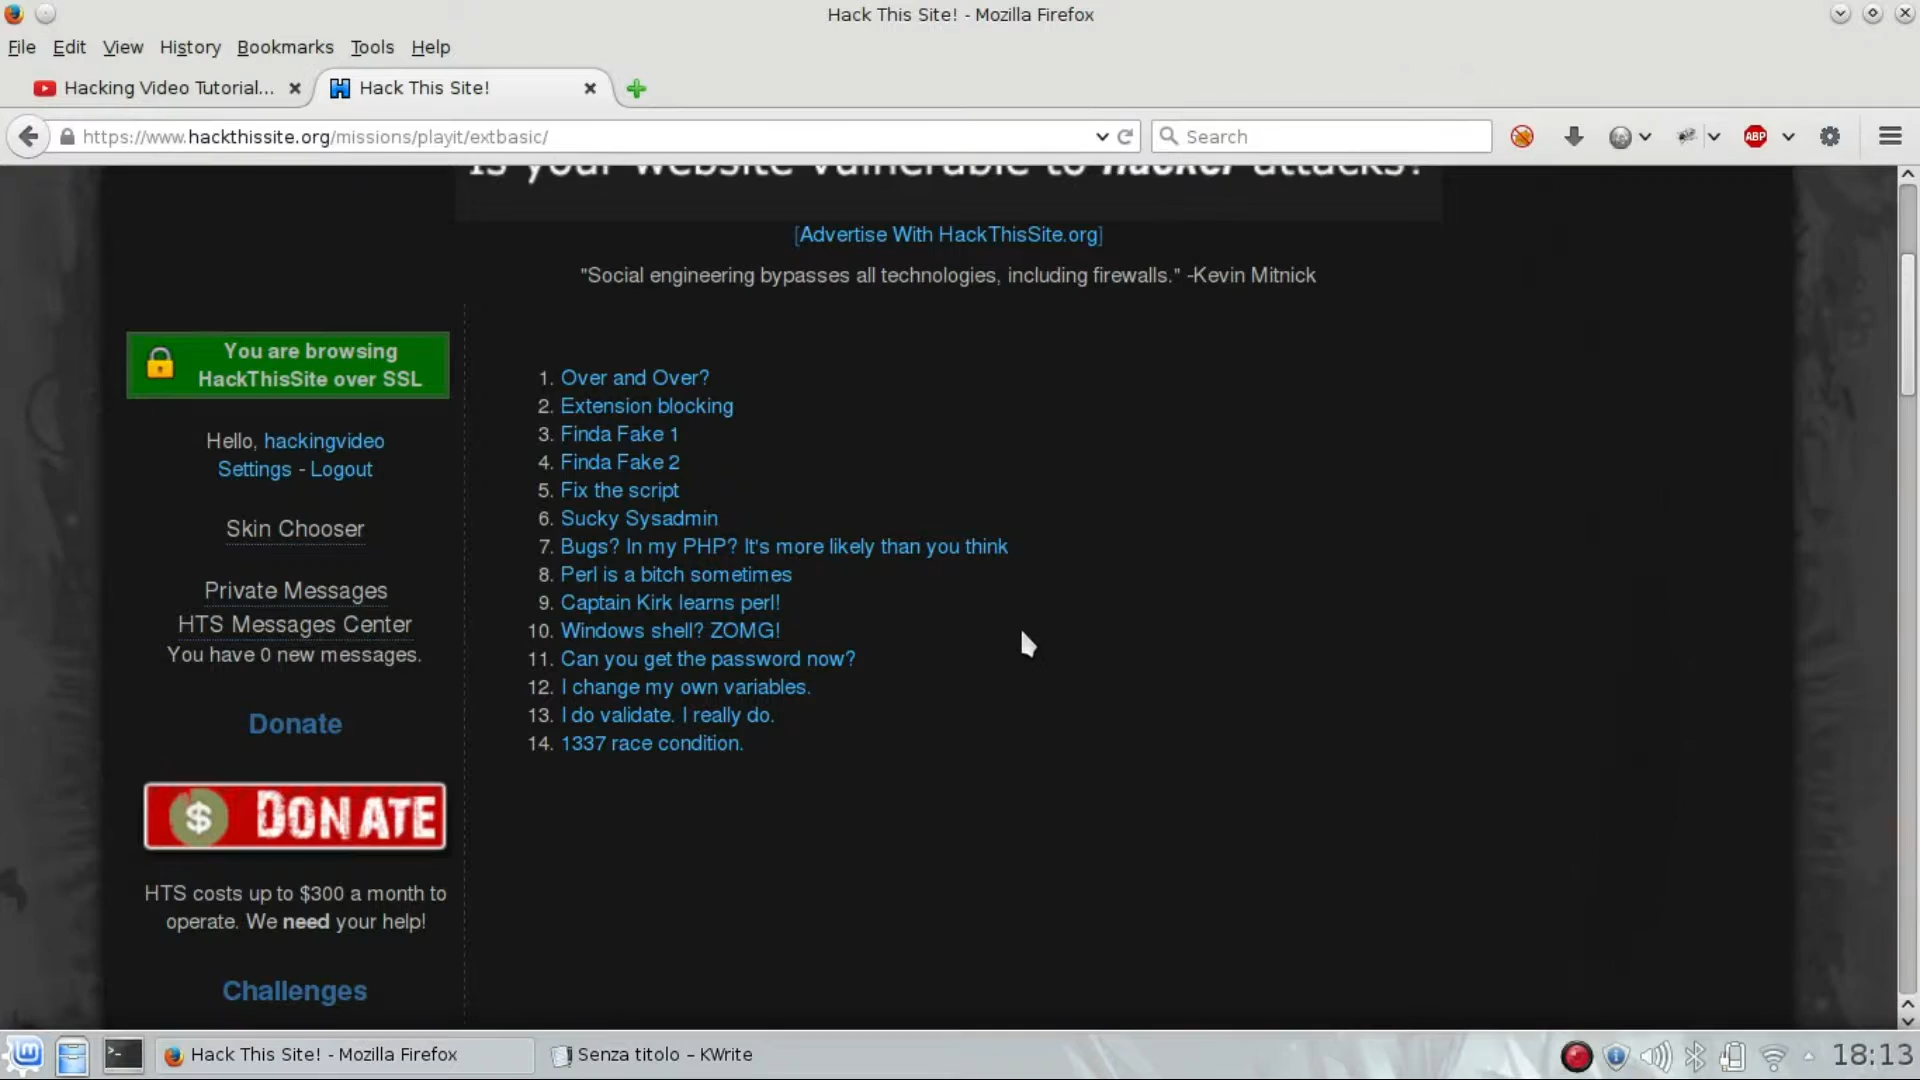 Hack This Site! - Mozilla Firefox
File Edit View History Bookmarks Tools Help
Hacking Video Tutorial...
Hack This Site!
https://www.hackthissite.org/missions/playit/extbasic/
Search
ABP
Is your website vulnerable to hacker attacks?
[Advertise With HackThisSite.org]
"Social engineering bypasses all technologies, including firewalls." -Kevin Mitnick
You are browsing
HackThisSite over SSL
Hello, hackingvideo
Settings - Logout
Skin Chooser
Private Messages
HTS Messages Center
You have 0 new messages.
Donate
$ DONATE
HTS costs up to $300 a month to
operate. We need your help!
Challenges
1. Over and Over?
2. Extension blocking
3. Finda Fake 1
4. Finda Fake 2
5. Fix the script
6. Sucky Sysadmin
7. Bugs? In my PHP? It's more likely than you think
8. Perl is a bitch sometimes
9. Captain Kirk learns perl!
10. Windows shell? ZOMG!
11. Can you get the password now?
12. I change my own variables.
13. I do validate. I really do.
14. 1337 race condition.
Hack This Site! - Mozilla Firefox
Senza titolo – KWrite
18:13